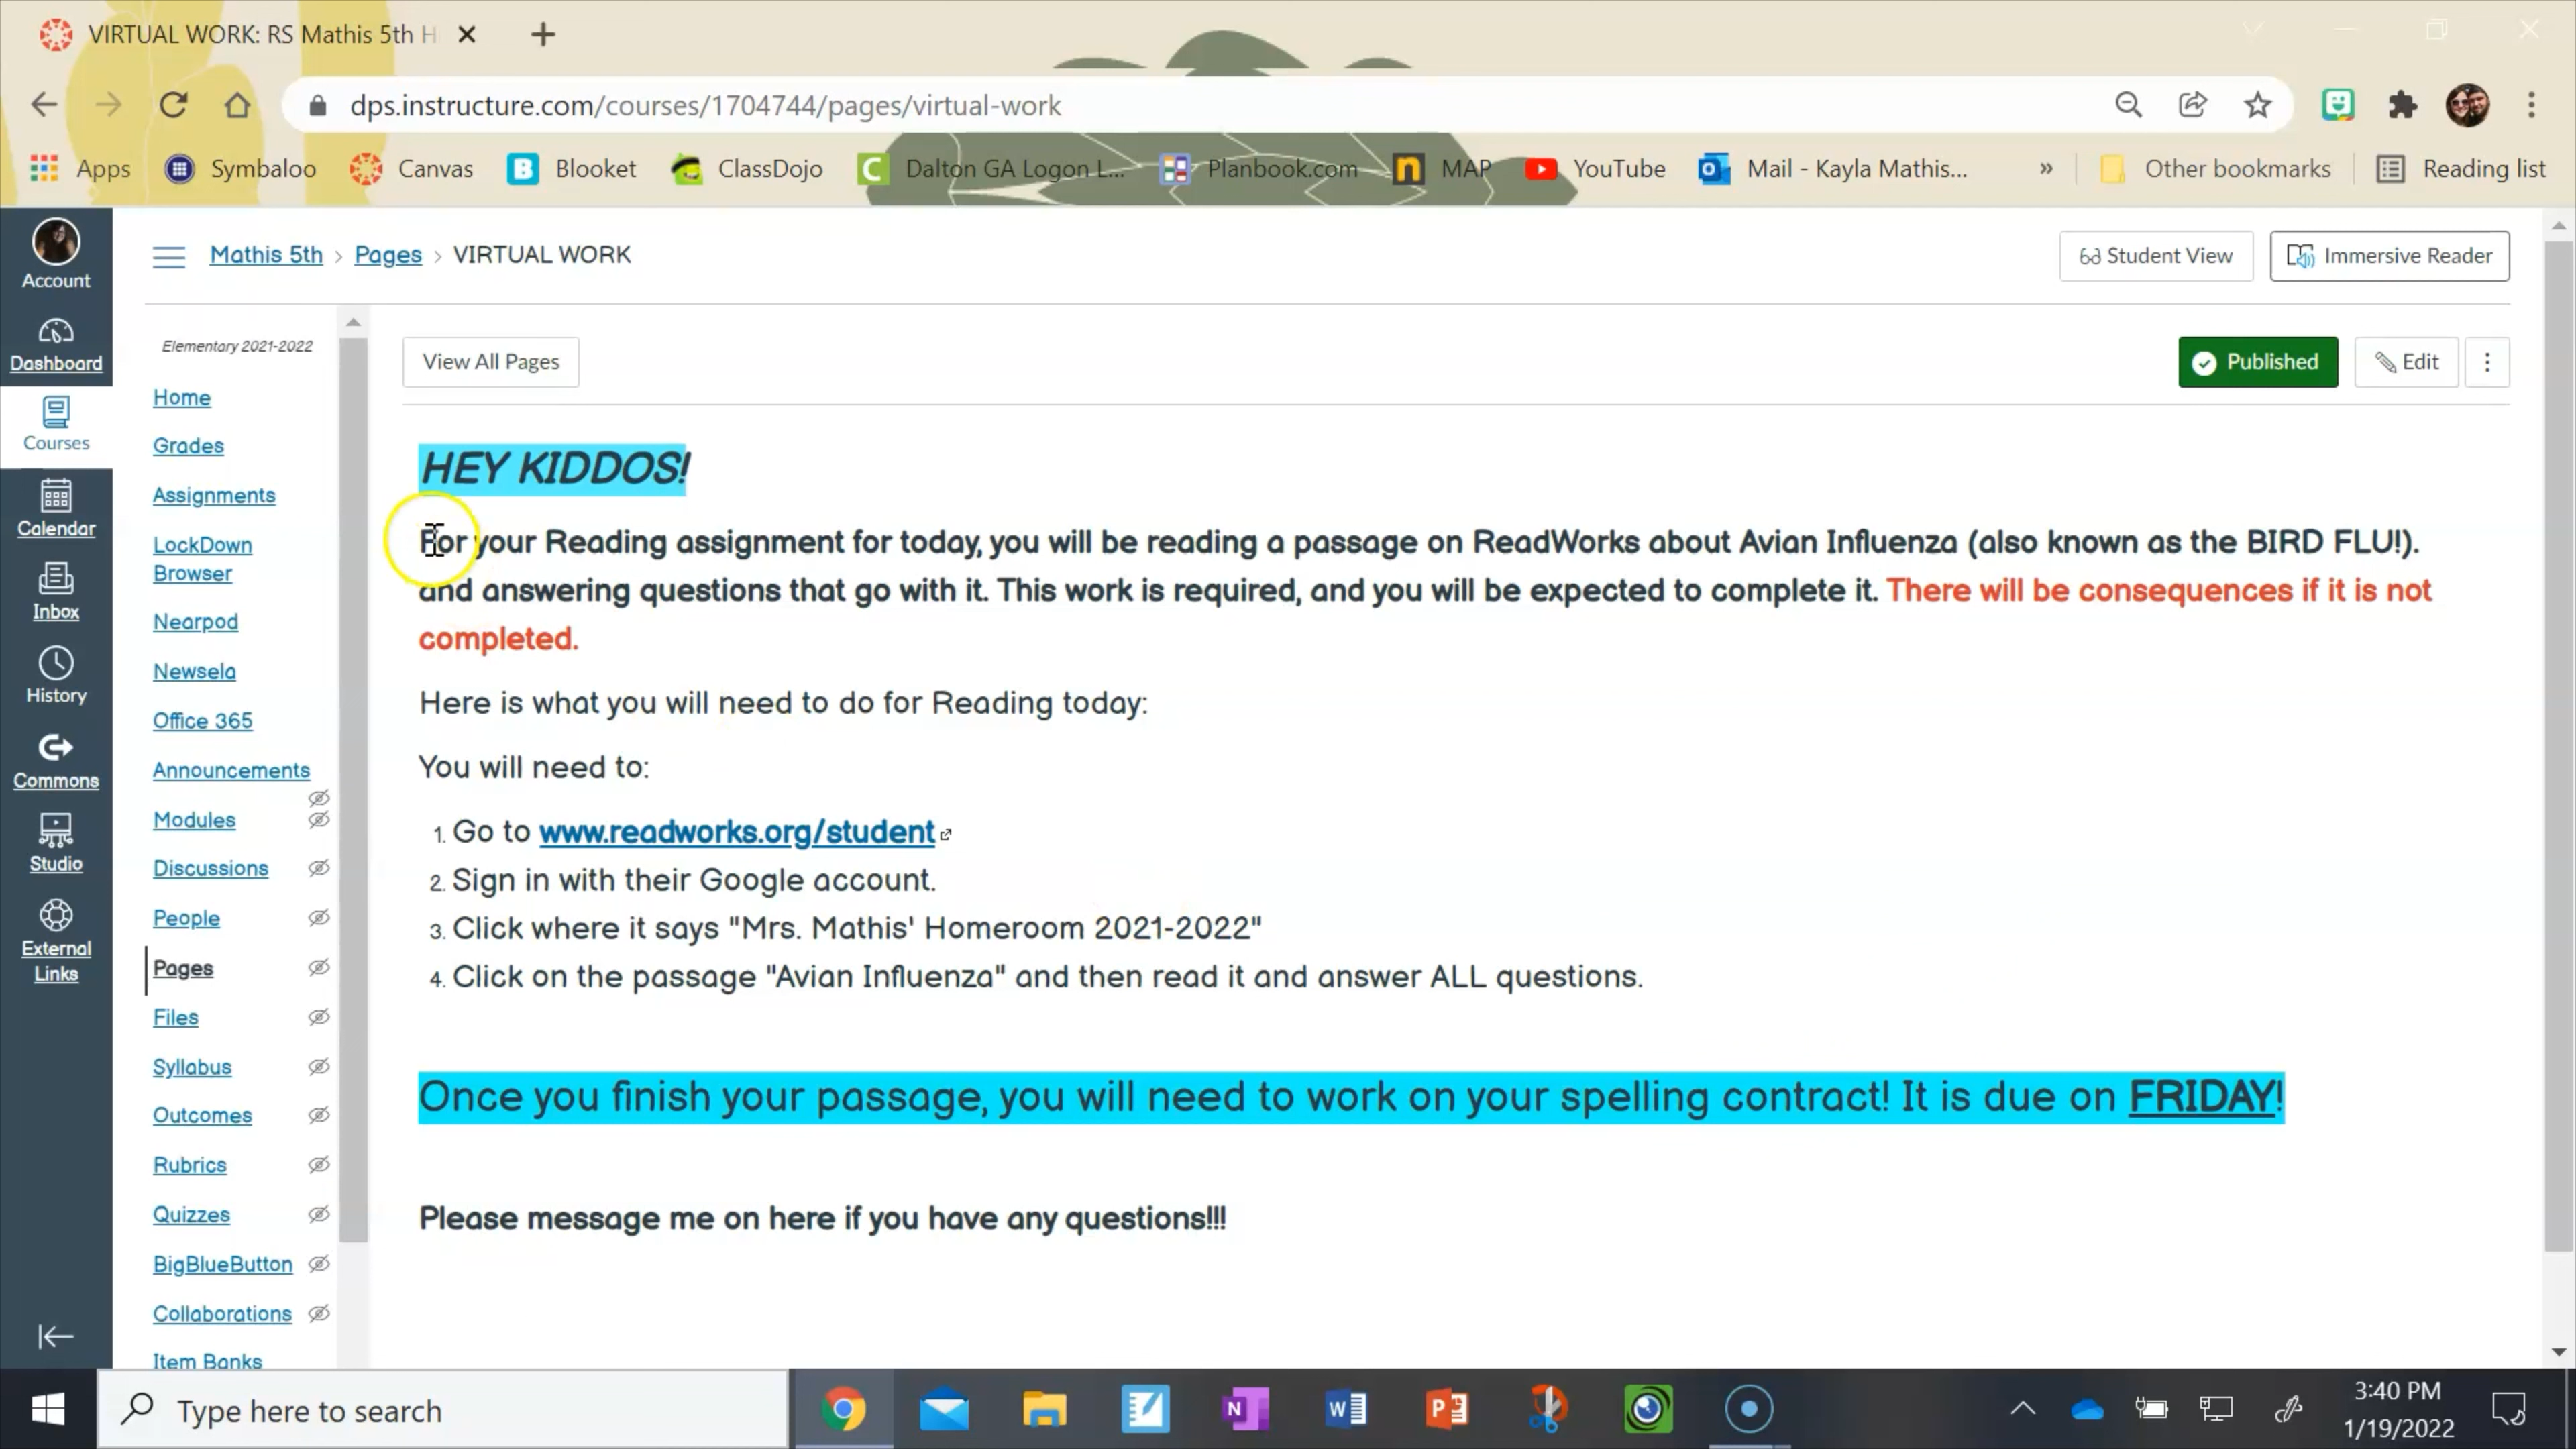 VIRTUAL WORK: RS Mathis 5th H
dps.instructure.com/courses/1704744/pages/virtual-work
Apps Symbaloo Canvas Blooket ClassDojo Dalton GA Logon L... Planbook.com MAP YouTube Mail - Kayla Mathis... » Other bookmarks Reading list
Account
Dashboard
Courses
Calendar
Inbox
History
Commons
Studio
External
Links
Mathis 5th › Pages › VIRTUAL WORK
Student View
Immersive Reader
Elementary 2021-2022
Home
Grades
Assignments
LockDown
Browser
Nearpod
Newsela
Office 365
Announcements
Modules
Discussions
People
Pages
Files
Syllabus
Outcomes
Rubrics
Quizzes
BigBlueButton
Collaborations
Item Banks
View All Pages
Published
Edit
HEY KIDDOS!
For your Reading assignment for today, you will be reading a passage on ReadWorks about Avian Influenza (also known as the BIRD FLU!).
and answering questions that go with it. This work is required, and you will be expected to complete it. There will be consequences if it is not
completed.
Here is what you will need to do for Reading today:
You will need to:
1. Go to www.readworks.org/student
2. Sign in with their Google account.
3. Click where it says "Mrs. Mathis' Homeroom 2021-2022"
4. Click on the passage "Avian Influenza" and then read it and answer ALL questions.
Once you finish your passage, you will need to work on your spelling contract! It is due on FRIDAY!
Please message me on here if you have any questions!!!
Type here to search
3:40 PM
1/19/2022